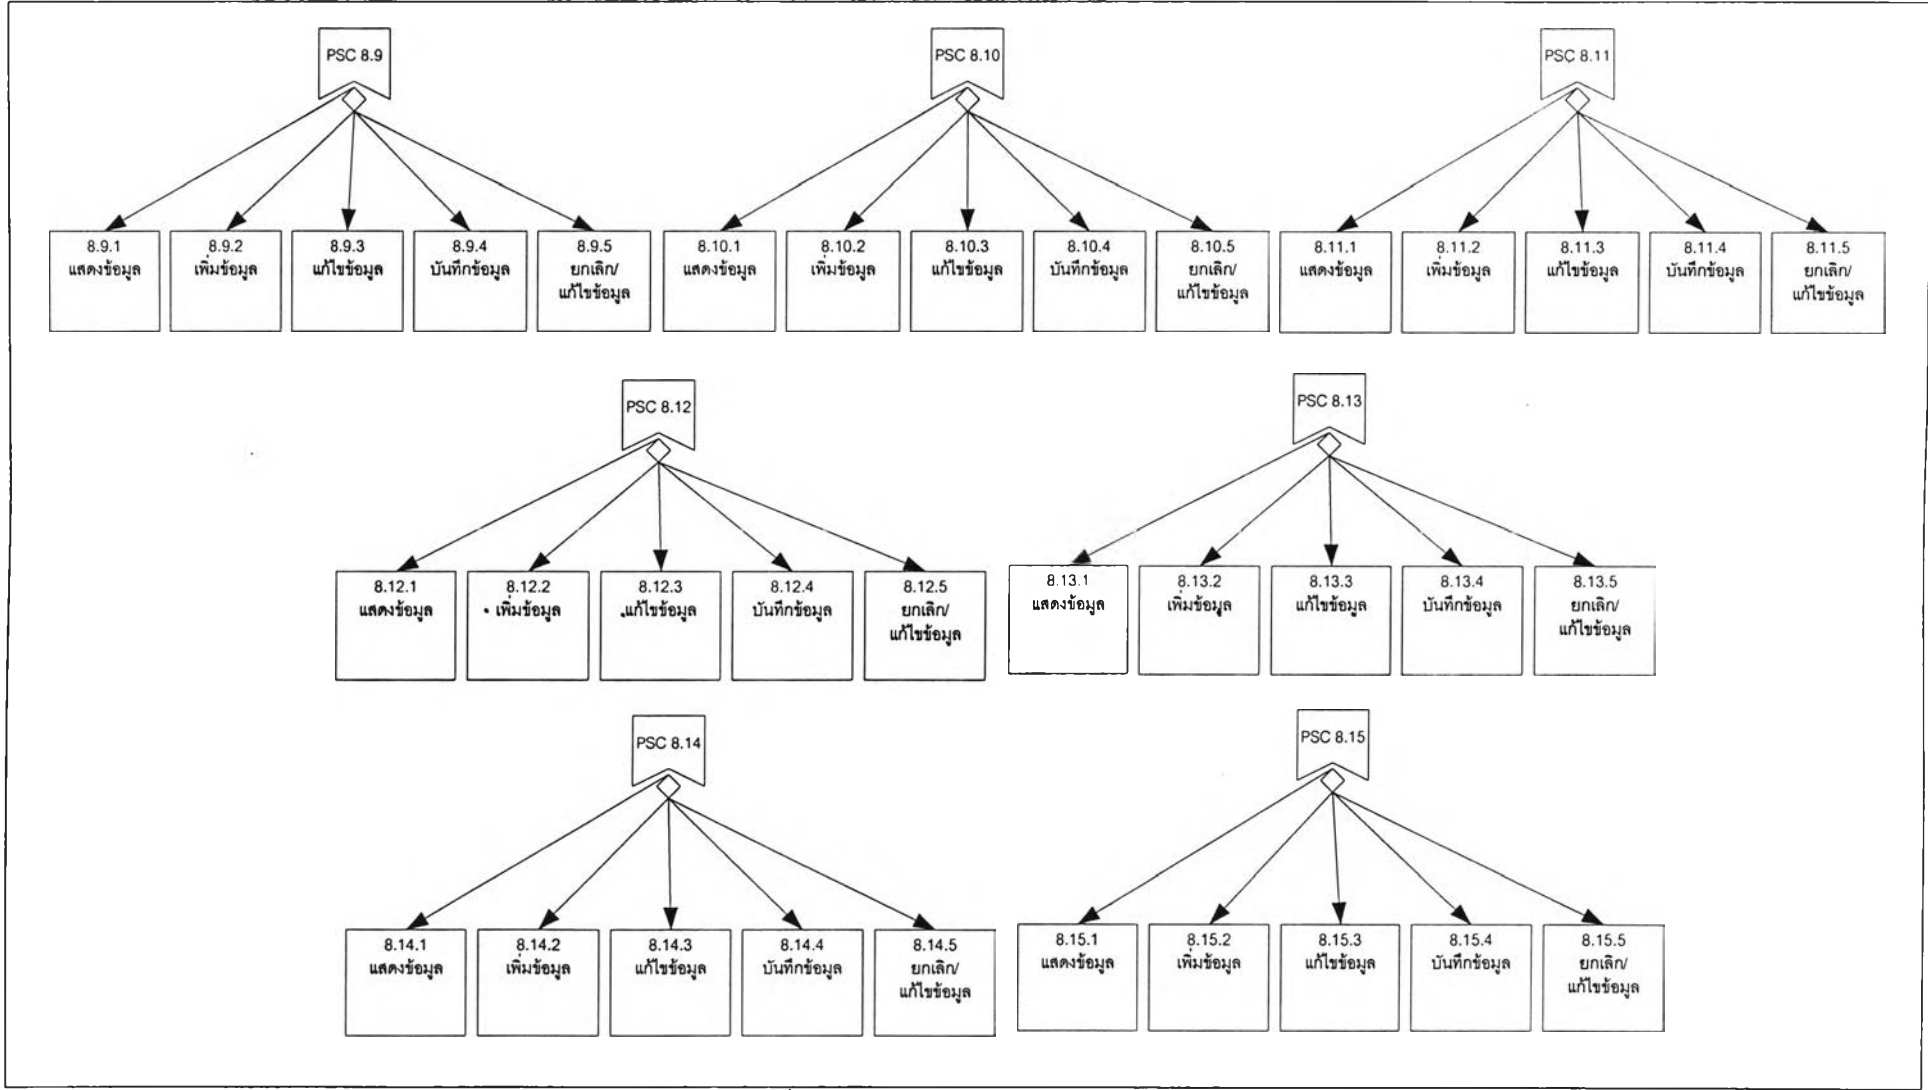 PSC 8.9
8.9.1
แสดงข้อมูล
8.9.2
เพิ่มข้อมูล
8.9.3
แก้ไขข้อมูล
8.9.4
บันทึกข้อมูล
8.9.5
ยกเลิก/
แก้ไขข้อมูล
PSC 8.10
8.10.1
แสดงข้อมูล
8.10.2
เพิ่มข้อมูล
8.10.3
แก้ไขข้อมูล
8.10.4
บันทึกข้อมูล
8.10.5
ยกเลิก/
แก้ไขข้อมูล
PSC 8.11
8.11.1
แสดงข้อมูล
8.11.2
เพิ่มข้อมูล
8.11.3
แก้ไขข้อมูล
8.11.4
บันทึกข้อมูล
8.11.5
ยกเลิก/
แก้ไขข้อมูล
PSC 8.12
8.12.1
แสดงข้อมูล
8.12.2
เพิ่มข้อมูล
8.12.3
แก้ไขข้อมูล
8.12.4
บันทึกข้อมูล
8.12.5
ยกเลิก/
แก้ไขข้อมูล
PSC 8.13
8.13.1
แสดงข้อมูล
8.13.2
เพิ่มข้อมูล
8.13.3
แก้ไขข้อมูล
8.13.4
บันทึกข้อมูล
8.13.5
ยกเลิก/
แก้ไขข้อมูล
PSC 8.14
8.14.1
แสดงข้อมูล
8.14.2
เพิ่มข้อมูล
8.14.3
แก้ไขข้อมูล
8.14.4
บันทึกข้อมูล
8.14.5
ยกเลิก/
แก้ไขข้อมูล
PSC 8.15
8.15.1
แสดงข้อมูล
8.15.2
เพิ่มข้อมูล
8.15.3
แก้ไขข้อมูล
8.15.4
บันทึกข้อมูล
8.15.5
ยกเลิก/
แก้ไขข้อมูล